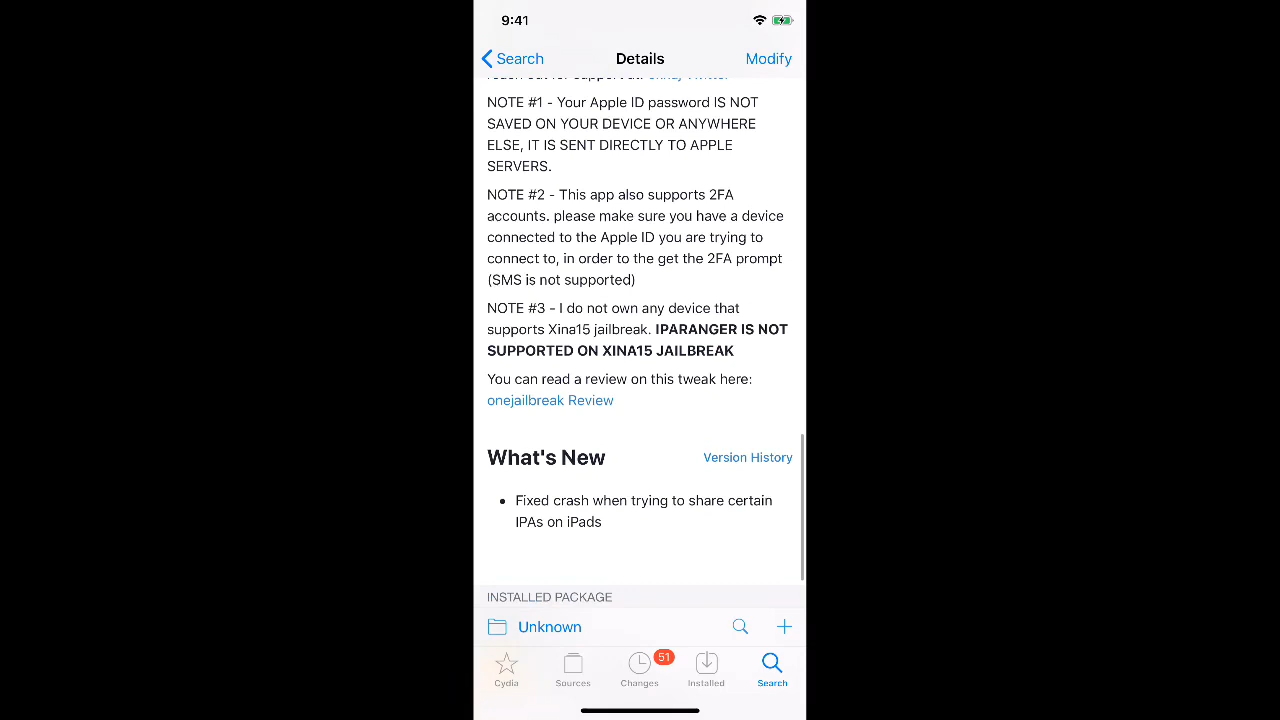 9:41
Search
Details
Modify
NOTE #1 - Your Apple ID password IS NOT
SAVED ON YOUR DEVICE OR ANYWHERE
ELSE, IT IS SENT DIRECTLY TO APPLE
SERVERS.
NOTE #2 - This app also supports 2FA
accounts. please make sure you have a device
connected to the Apple ID you are trying to
connect to, in order to the get the 2FA prompt
(SMS is not supported)
NOTE #3 - I do not own any device that
supports Xina15 jailbreak. IPARANGER IS NOT
SUPPORTED ON XINA15 JAILBREAK
You can read a review on this tweak here:
onejailbreak Review
What's New
Version History
• Fixed crash when trying to share certain
IPAs on iPads
INSTALLED PACKAGE
Unknown
51
Cydia
Sources
Changes
Installed
Search